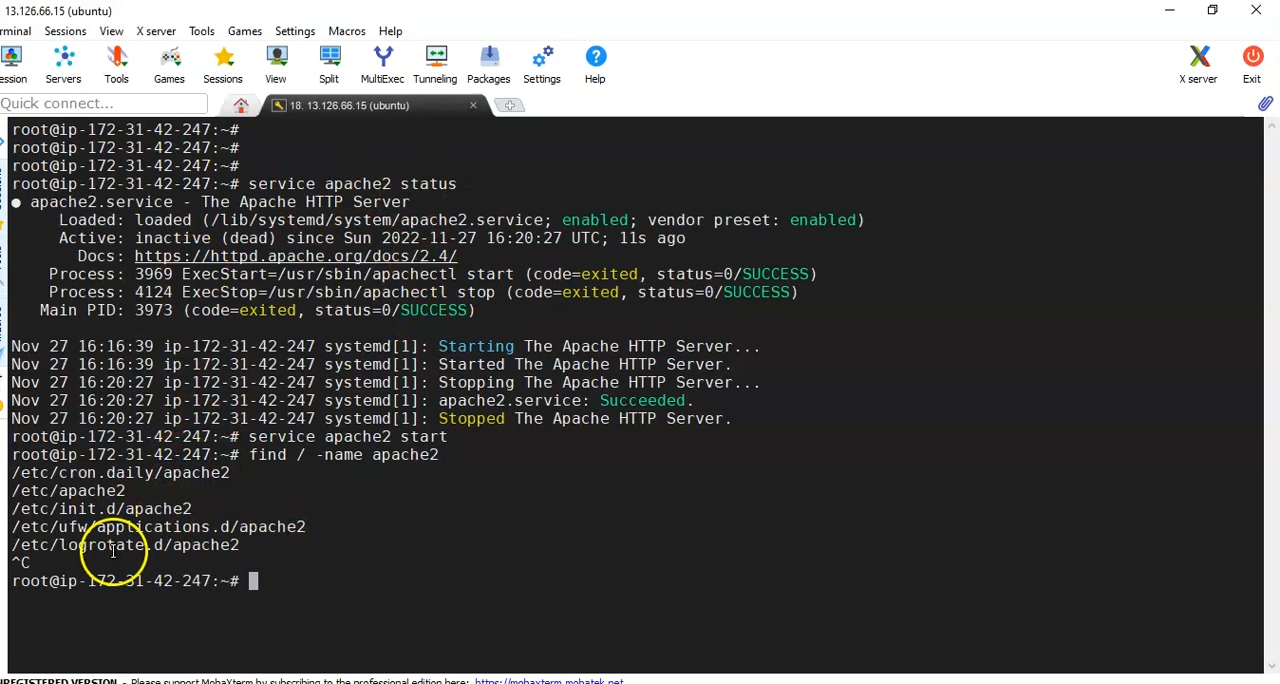 13.126.66.15 (ubuntu)
rminal Sessions View X server Tools Games Settings Macros Help
ession Servers Tools Games Sessions View Split MultiExec Tunneling Packages Settings Help X server Exit
Quick connect...
18. 13.126.66.15 (ubuntu)
root@ip-172-31-42-247:~#
root@ip-172-31-42-247:~#
root@ip-172-31-42-247:~#
root@ip-172-31-42-247:~# service apache2 status
● apache2.service - The Apache HTTP Server
Loaded: loaded (/lib/systemd/system/apache2.service; enabled; vendor preset: enabled)
Active: inactive (dead) since Sun 2022-11-27 16:20:27 UTC; 11s ago
Docs: https://httpd.apache.org/docs/2.4/
Process: 3969 ExecStart=/usr/sbin/apachectl start (code=exited, status=0/SUCCESS)
Process: 4124 ExecStop=/usr/sbin/apachectl stop (code=exited, status=0/SUCCESS)
Main PID: 3973 (code=exited, status=0/SUCCESS)
Nov 27 16:16:39 ip-172-31-42-247 systemd[1]: Starting The Apache HTTP Server...
Nov 27 16:16:39 ip-172-31-42-247 systemd[1]: Started The Apache HTTP Server.
Nov 27 16:20:27 ip-172-31-42-247 systemd[1]: Stopping The Apache HTTP Server...
Nov 27 16:20:27 ip-172-31-42-247 systemd[1]: apache2.service: Succeeded.
Nov 27 16:20:27 ip-172-31-42-247 systemd[1]: Stopped The Apache HTTP Server.
root@ip-172-31-42-247:~# service apache2 start
root@ip-172-31-42-247:~# find / -name apache2
/etc/cron.daily/apache2
/etc/apache2
/etc/init.d/apache2
/etc/ufw/applications.d/apache2
/etc/logrotate.d/apache2
^C
root@ip-172-31-42-247:~#
REGISTERED VERSION - Please support MobaXterm by subscribing to the professional edition here: https://mobaxterm.mobatek.net